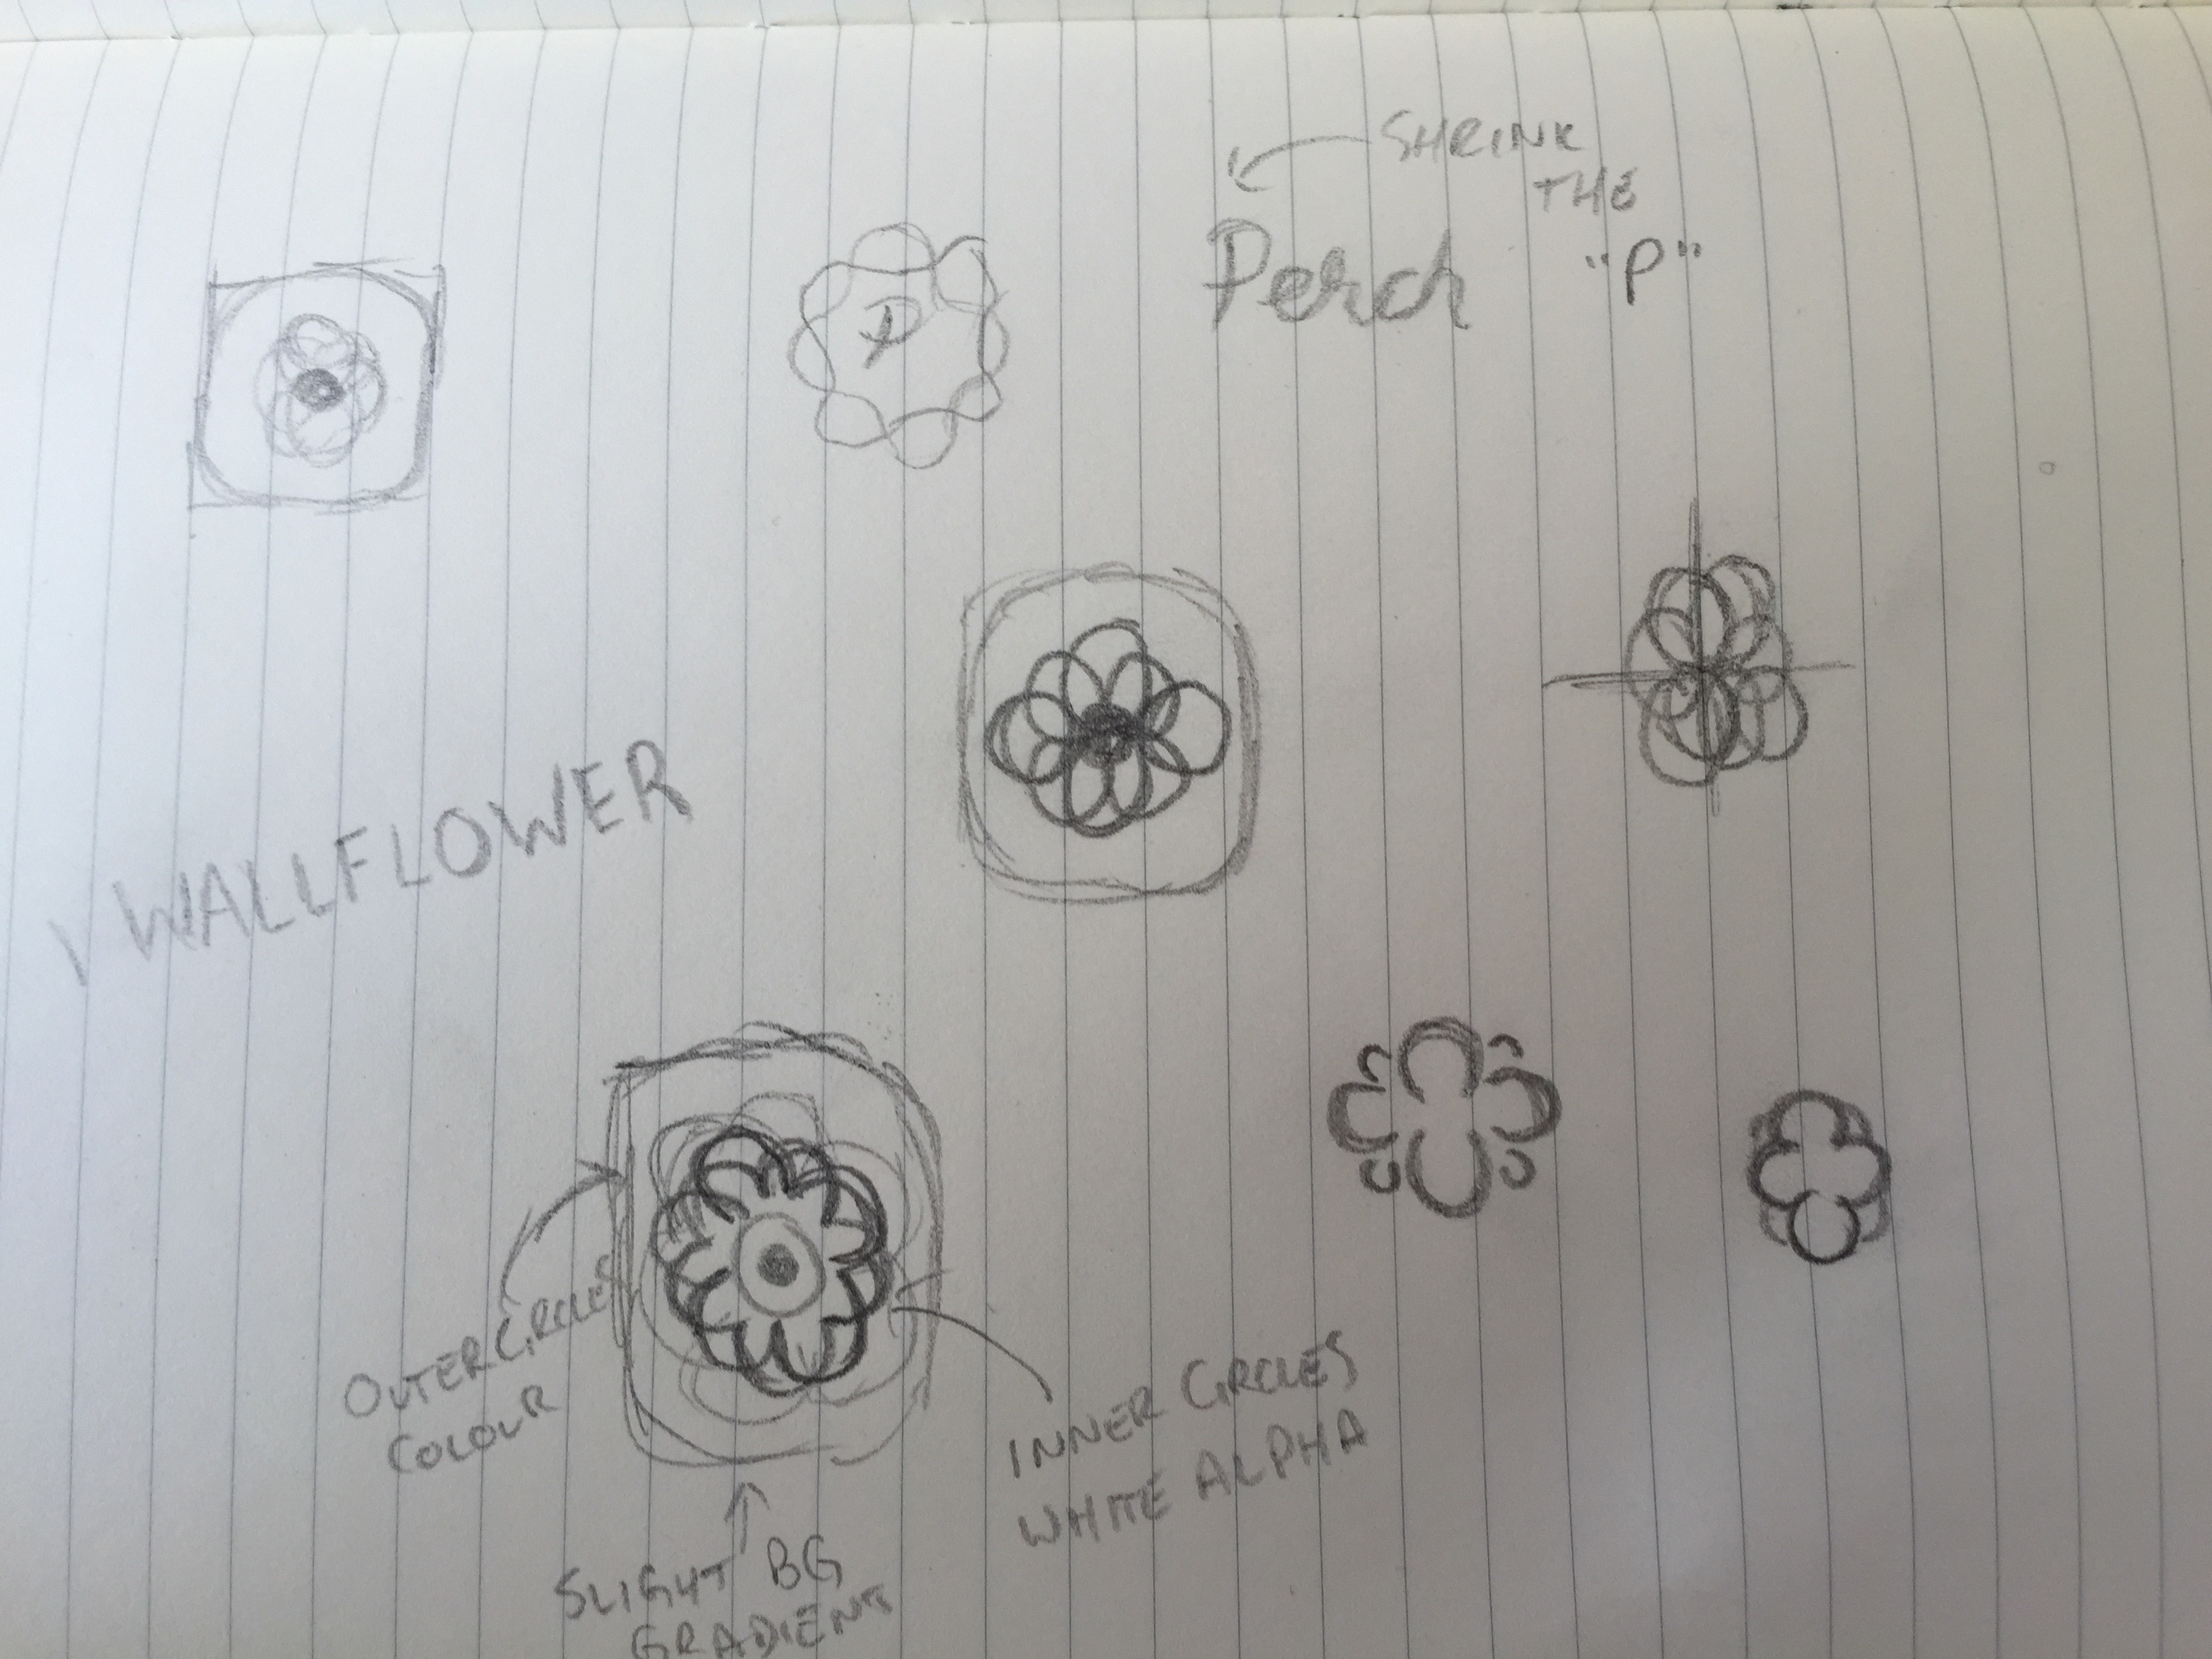 SHRINK
THE
"P"
Perch
P
WALLFLOWER
OUTER CIRCLES
COLOUR
INNER CIRCLES
WHITE ALPHA
SLIGHT BG
GRADIENT